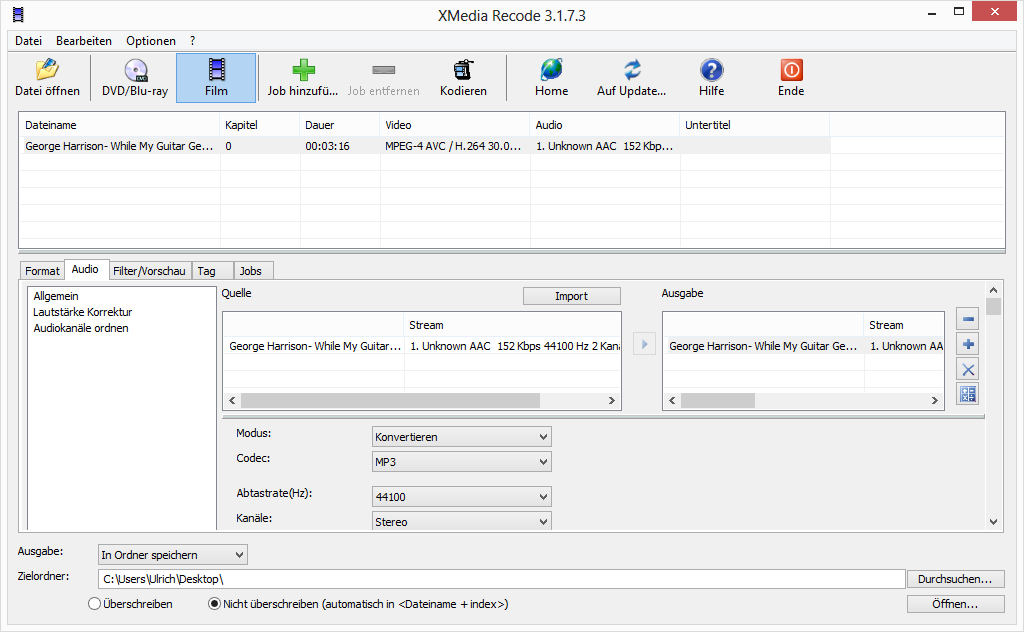 XMedia Recode 3.1.7.3
Datei Bearbeiten Optionen ?
Datei öffnen DVD/Blu-ray Film Job hinzufü... Job entfernen Kodieren Home Auf Update... Hilfe Ende
Dateiname Kapitel Dauer Video Audio Untertitel
George Harrison- While My Guitar Ge... 0 00:03:16 MPEG-4 AVC / H.264 30.0... 1. Unknown AAC 152 Kbp...
Format Audio Filter/Vorschau Tag Jobs
Allgemein
Lautstärke Korrektur
Audiokanäle ordnen
Quelle Import Ausgabe
Stream Stream
George Harrison- While My Guitar... 1. Unknown AAC 152 Kbps 44100 Hz 2 Kanä George Harrison- While My Guitar Ge... 1. Unknown AA
Modus: Konvertieren
Codec: MP3
Abtastrate(Hz): 44100
Kanäle: Stereo
Ausgabe: In Ordner speichern
Zielordner: C:\Users\Ulrich\Desktop\ Durchsuchen...
Überschreiben Nicht überschreiben (automatisch in <Dateiname + index>) Öffnen...